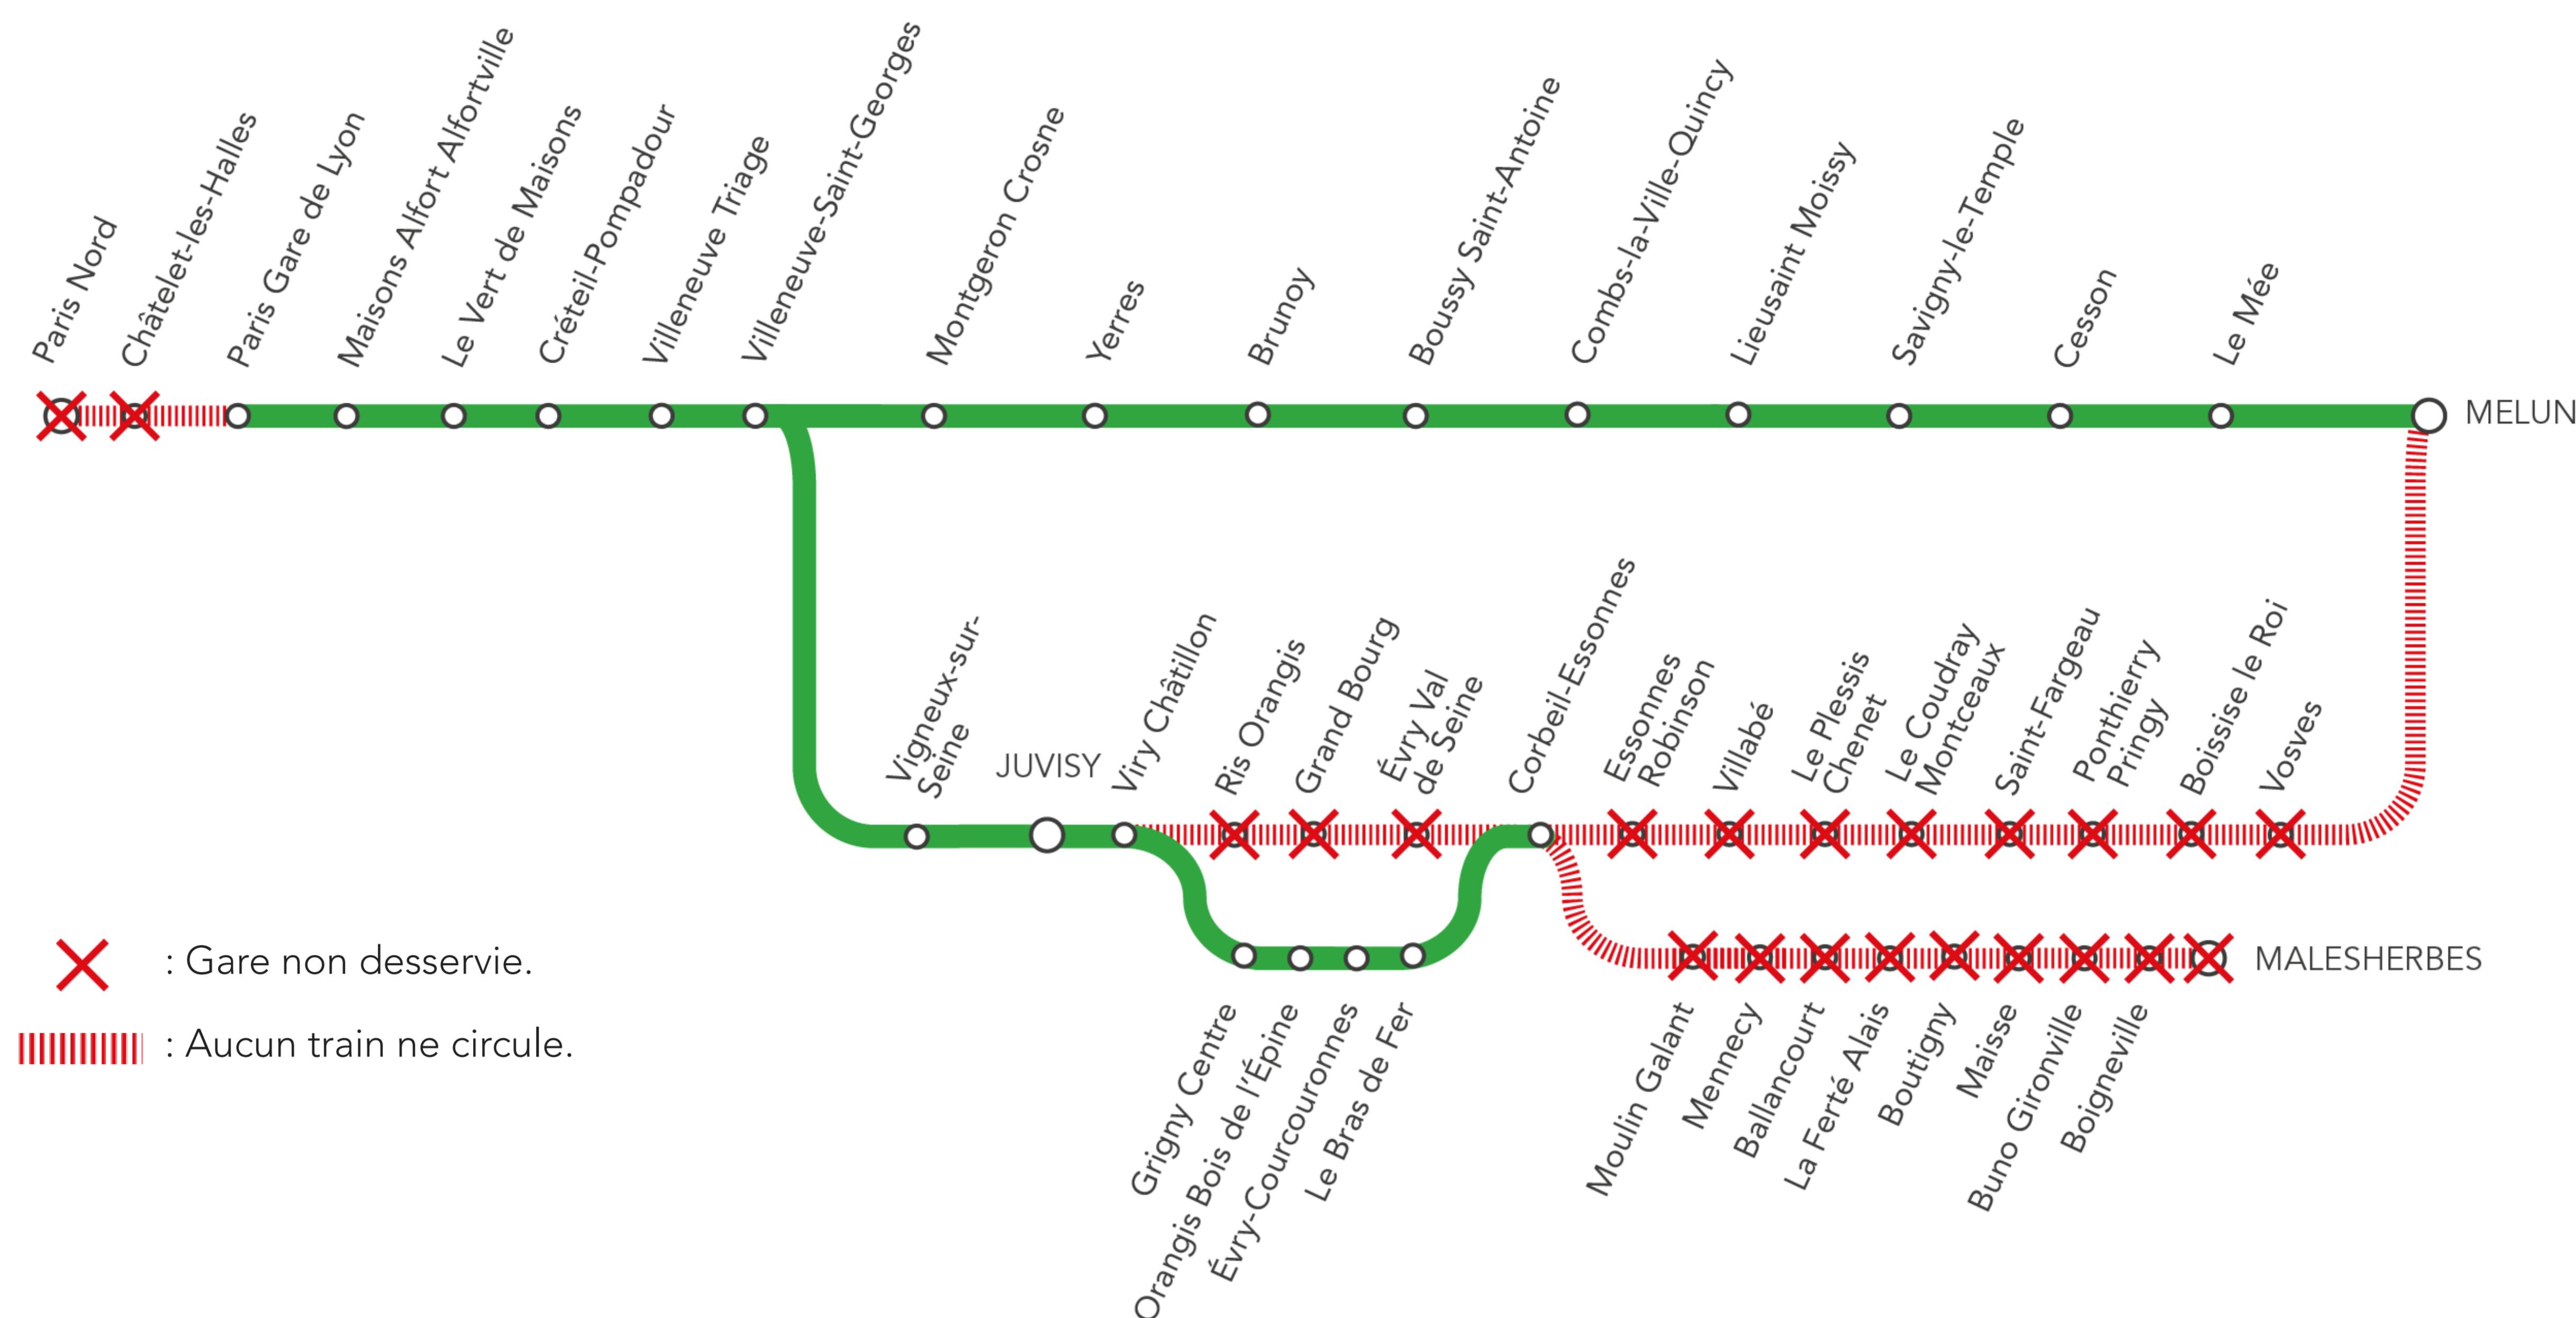 Paris Nord
Châtelet-les-Halles
Paris Gare de Lyon
Maisons Alfort Alfortville
Le Vert de Maisons
Créteil-Pompadour
Villeneuve Triage
Villeneuve-Saint-Georges
Montgeron Crosne
Yerres
Brunoy
Boussy Saint-Antoine
Combs-la-Ville-Quincy
Lieusaint Moissy
Savigny-le-Temple
Cesson
Le Mée
MELUN
Vigneux-sur-
Seine
JUVISY
Viry Châtillon
Ris Orangis
Grand Bourg
Évry Val
de Seine
Corbeil-Essonnes
Essonnes
Robinson
Villabé
Le Plessis
Chenet
Le Coudray
Montceaux
Saint-Fargeau
Ponthierry
Pringy
Boissise le Roi
Vosves
: Gare non desservie.
: Aucun train ne circule.
Grigny Centre
Orangis Bois de l'Épine
Évry-Courcouronnes
Le Bras de Fer
Moulin Galant
Mennecy
Ballancourt
La Ferté Alais
Boutigny
Maisse
Buno Gironville
Boigneville
MALESHERBES